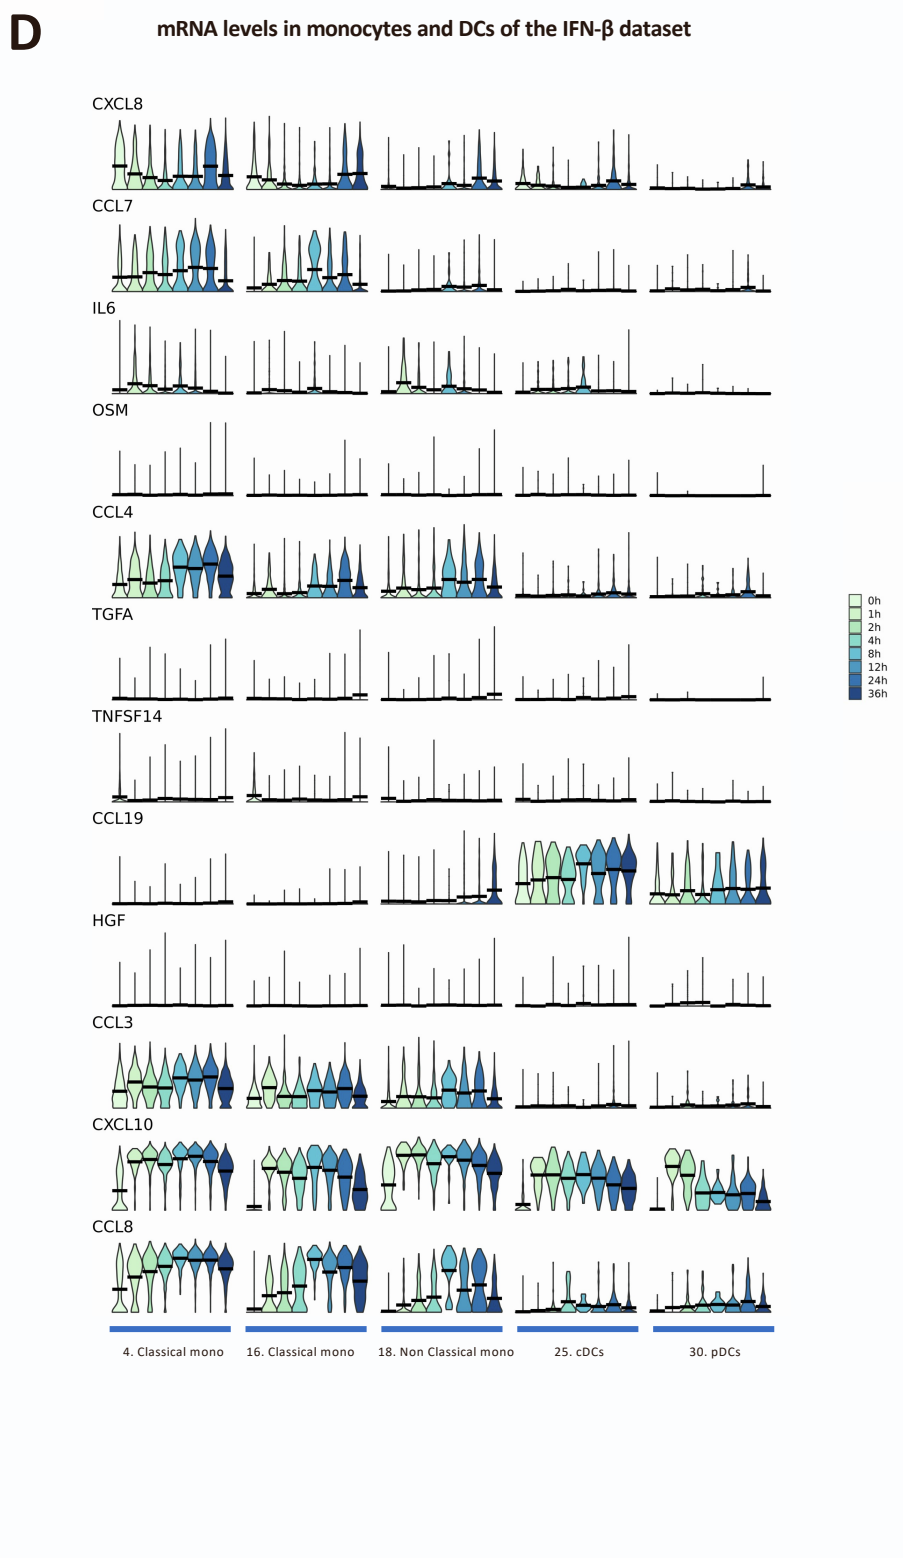 D
mRNA levels in monocytes and DCs of the IFN-β dataset
CXCL8
CCL7
IL6
OSM
CCL4
TGFA
TNFSF14
CCL19
HGF
CCL3
CXCL10
CCL8
0h
1h
2h
4h
8h
12h
24h
36h
4. Classical mono
16. Classical mono
18. Non Classical mono
25. cDCs
30. pDCs